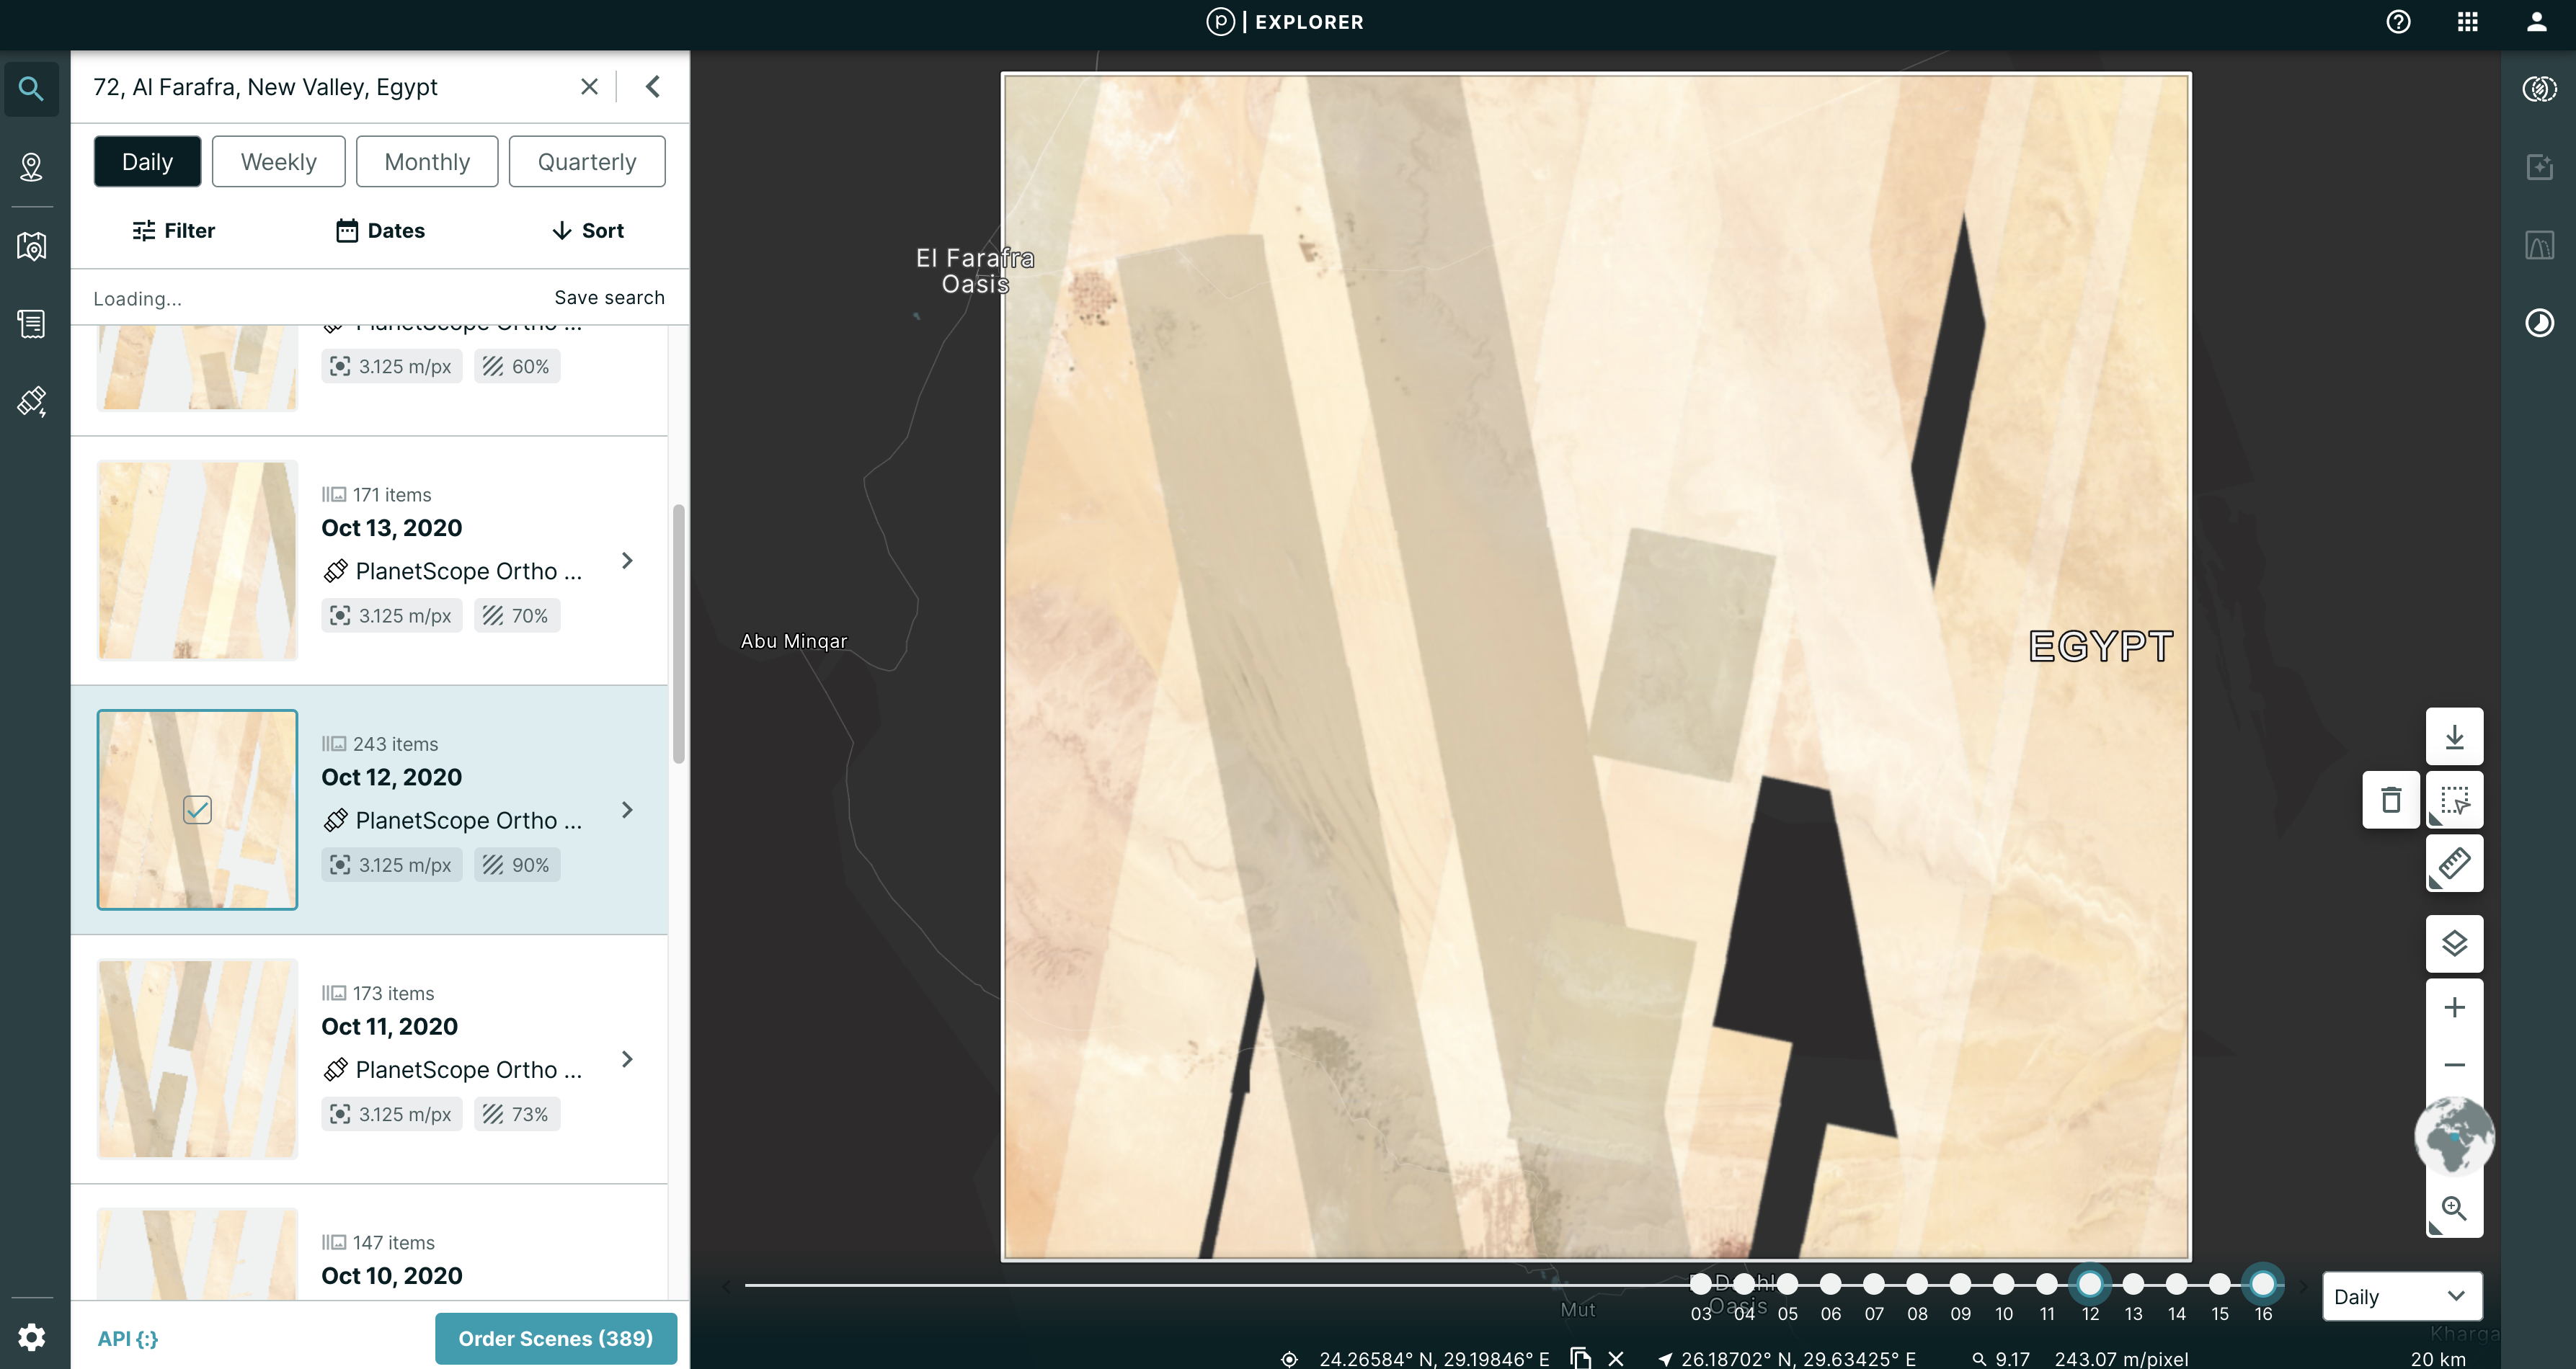 p | EXPLORER
72, Al Farafra, New Valley, Egypt
Daily
Weekly
Monthly
Quarterly
Filter
Dates
Sort
Loading...
Save search
PlanetScope Ortho ...
3.125 m/px
60%
171 items
Oct 13, 2020
PlanetScope Ortho ...
3.125 m/px
70%
243 items
Oct 12, 2020
PlanetScope Ortho ...
3.125 m/px
90%
173 items
Oct 11, 2020
PlanetScope Ortho ...
3.125 m/px
73%
147 items
Oct 10, 2020
API {:}
Order Scenes (389)
El Farafra
Oasis
Abu Minqar
EGYPT
Mut
Oasis
03 04 05 06 07 08 09 10 11 12 13 14 15 16
Daily
Kharga
24.26584° N, 29.19846° E
26.18702° N, 29.63425° E
9.17
243.07 m/pixel
20 km